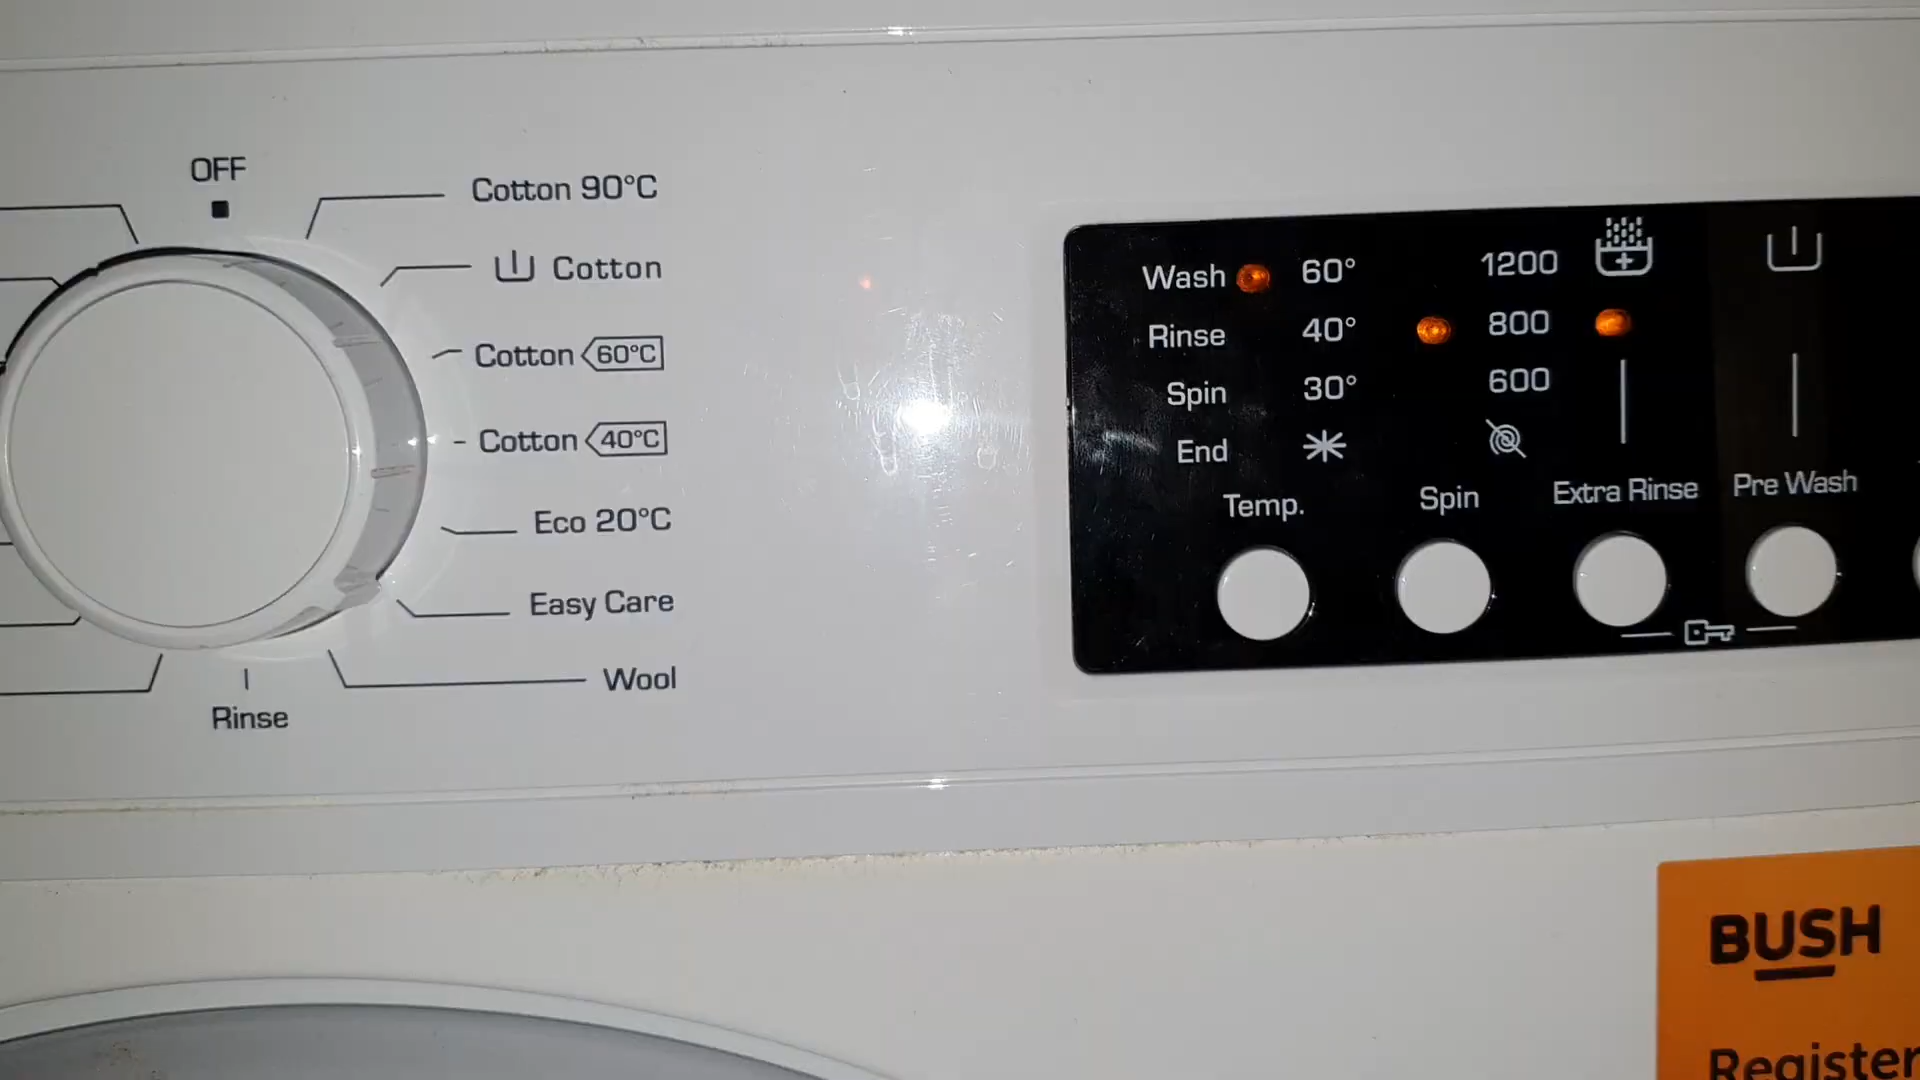 OFF
Cotton 90°C
Cotton
Cotton 60°C
Cotton 40°C
Eco 20°C
Easy Care
Wool
Rinse
Wash 60° 1200
Rinse 40° 800
Spin 30° 600
End
Temp. Spin Extra Rinse Pre Wash
BUSH
Register